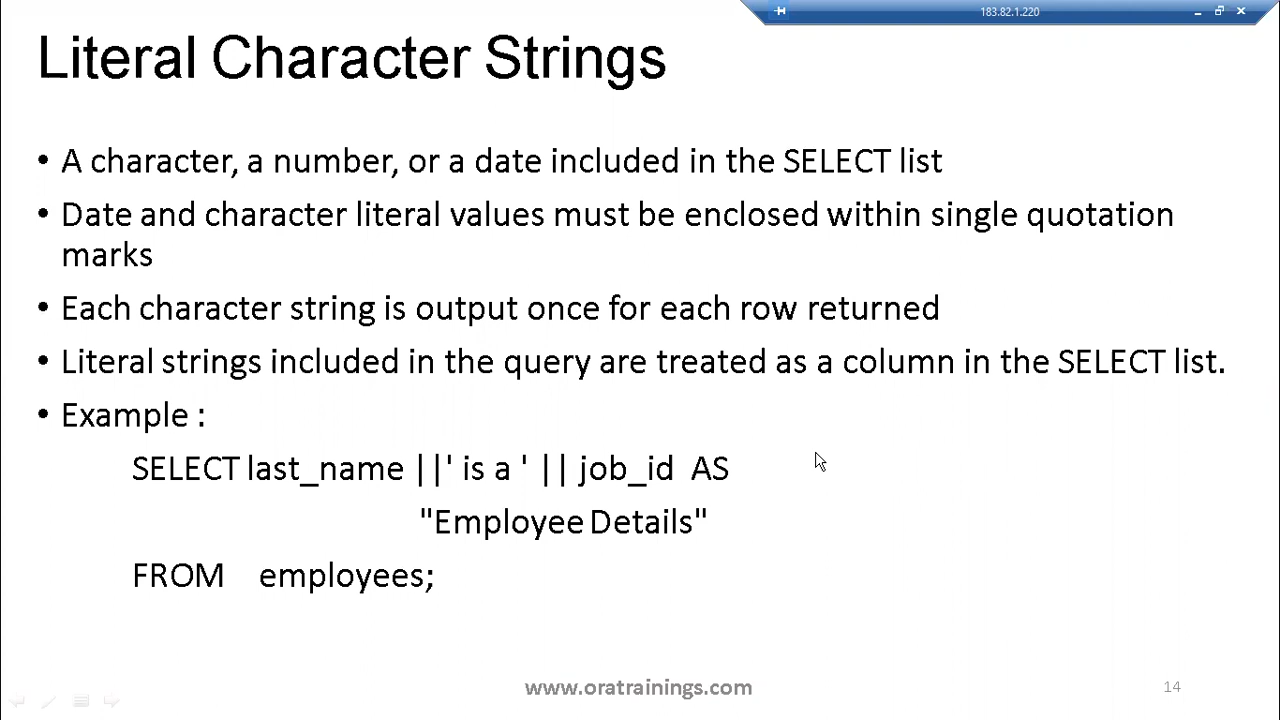 183.82.1.220
Literal Character Strings
• A character, a number, or a date included in the SELECT list
• Date and character literal values must be enclosed within single quotation
marks
• Each character string is output once for each row returned
• Literal strings included in the query are treated as a column in the SELECT list.
• Example :
SELECT last_name ||' is a ' || job_id  AS
"Employee Details"
FROM    employees;
www.oratrainings.com
14